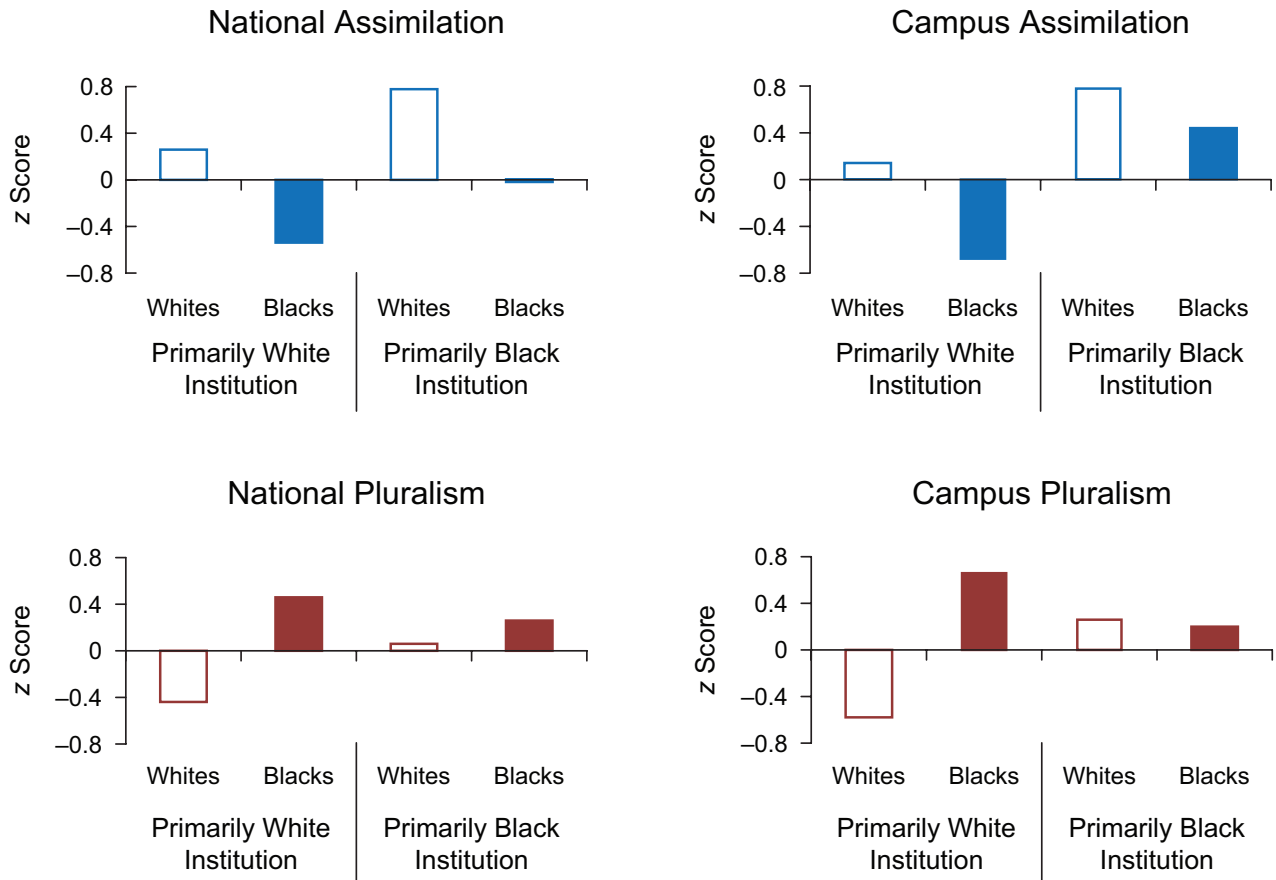 National Assimilation
0.8
0.4
0
–0.4
–0.8
z Score
Whites Blacks Whites Blacks
Primarily White Institution
Primarily Black Institution
Campus Assimilation
0.8
0.4
0
–0.4
–0.8
z Score
Whites Blacks Whites Blacks
Primarily White Institution
Primarily Black Institution
National Pluralism
0.8
0.4
0
–0.4
–0.8
z Score
Whites Blacks Whites Blacks
Primarily White Institution
Primarily Black Institution
Campus Pluralism
0.8
0.4
0
–0.4
–0.8
z Score
Whites Blacks Whites Blacks
Primarily White Institution
Primarily Black Institution